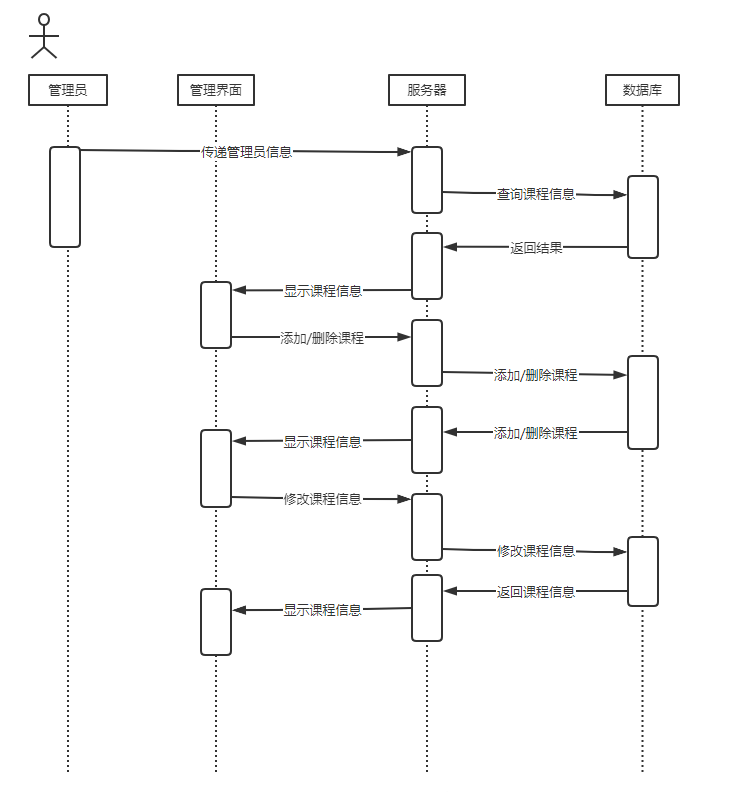 管理员
管理界面
服务器
数据库
传递管理员信息
查询课程信息
返回结果
显示课程信息
添加/删除课程
添加/删除课程
添加/删除课程
显示课程信息
修改课程信息
修改课程信息
返回课程信息
显示课程信息